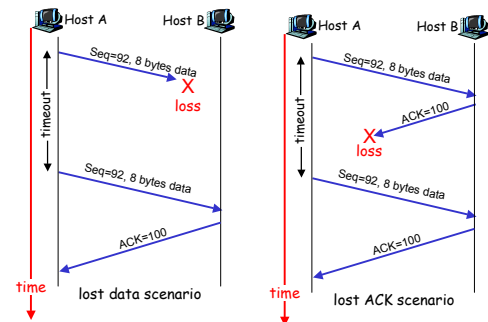 Host A
Host B
Seq=92, 8 bytes data
X
loss
timeout
Seq=92, 8 bytes data
ACK=100
time
lost data scenario
Host A
Host B
Seq=92, 8 bytes data
ACK=100
X
loss
timeout
Seq=92, 8 bytes data
ACK=100
time
lost ACK scenario